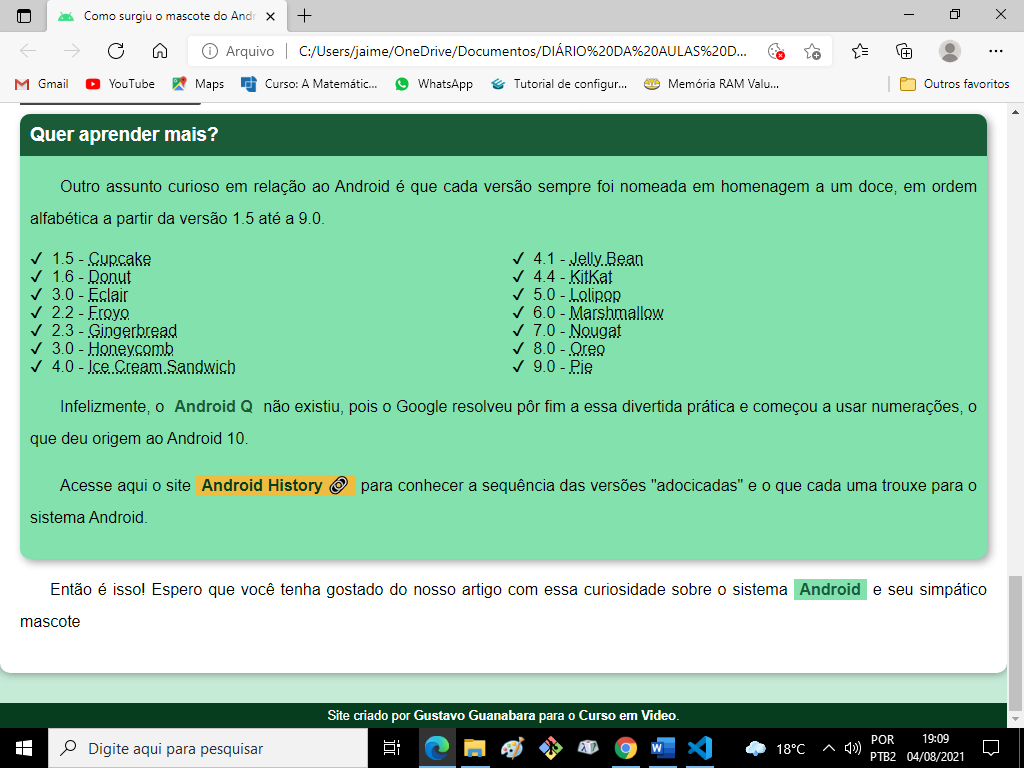 Como surgiu o mascote do Andr
Arquivo
C:/Users/jaime/OneDrive/Documentos/DIÁRIO%20DA%20AULAS%20D...
Gmail
YouTube
Maps
Curso: A Matemátic...
WhatsApp
Tutorial de configur...
Memória RAM Valu...
Outros favoritos
Quer aprender mais?
Outro assunto curioso em relação ao Android é que cada versão sempre foi nomeada em homenagem a um doce, em ordem
alfabética a partir da versão 1.5 até a 9.0.
✓ 1.5 - Cupcake
✓ 1.6 - Donut
✓ 3.0 - Eclair
✓ 2.2 - Froyo
✓ 2.3 - Gingerbread
✓ 3.0 - Honeycomb
✓ 4.0 - Ice Cream Sandwich
✓ 4.1 - Jelly Bean
✓ 4.4 - KitKat
✓ 5.0 - Lolipop
✓ 6.0 - Marshmallow
✓ 7.0 - Nougat
✓ 8.0 - Oreo
✓ 9.0 - Pie
Infelizmente, o Android Q não existiu, pois o Google resolveu pôr fim a essa divertida prática e começou a usar numerações, o
que deu origem ao Android 10.
Acesse aqui o site Android History para conhecer a sequência das versões "adocicadas" e o que cada uma trouxe para o
sistema Android.
Então é isso! Espero que você tenha gostado do nosso artigo com essa curiosidade sobre o sistema Android e seu simpático
mascote
Site criado por Gustavo Guanabara para o Curso em Video.
Digite aqui para pesquisar
18°C
POR
PTB2
19:09
04/08/2021